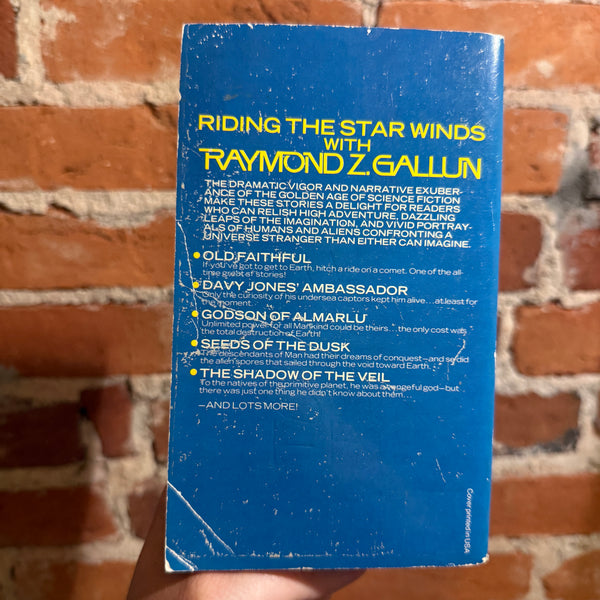 RIDING THE STAR WINDS
WITH
RAYMOND Z. GALLUN
THE DRAMATIC VIGOR AND NARRATIVE EXUBER-
ANCE OF THE GOLDEN AGE OF SCIENCE FICTION
MAKE THESE STORIES A DELIGHT FOR READERS
WHO CAN RELISH HIGH ADVENTURE, DAZZLING
LEAPS OF THE IMAGINATION, AND VIVID PORTRAY-
ALS OF HUMANS AND ALIENS CONFRONTING A
UNIVERSE STRANGER THAN EITHER CAN IMAGINE.
• OLD FAITHFUL
If you've got to get to Earth, hitch a ride on a comet. One of the all-
time great sf stories!
• DAVY JONES' AMBASSADOR
Only the curiosity of his undersea captors kept him alive...at least for
the moment.
• GODSON OF ALMARLU
Unlimited power for all Mankind could be theirs...the only cost was
the total destruction of Earth!
• SEEDS OF THE DUSK
The descendants of Man had their dreams of conquest—and so did
the alien spores that sailed through the void toward Earth.
• THE SHADOW OF THE VEIL
To the natives of the primitive planet, he was a vengeful god—but
there was just one thing he didn't know about them.
—AND LOTS MORE!
Cover printed in USA